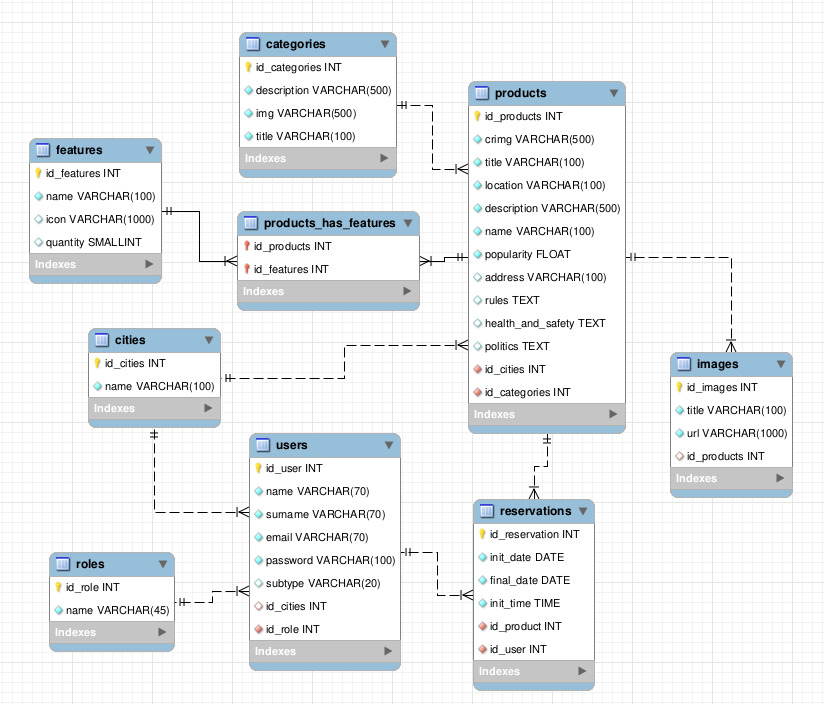 categories
id_categories INT
description VARCHAR(500)
img VARCHAR(500)
title VARCHAR(100)
Indexes
products
id_products INT
crimg VARCHAR(500)
title VARCHAR(100)
location VARCHAR(100)
description VARCHAR(500)
name VARCHAR(100)
popularity FLOAT
address VARCHAR(100)
rules TEXT
health_and_safety TEXT
politics TEXT
id_cities INT
id_categories INT
Indexes
features
id_features INT
name VARCHAR(100)
icon VARCHAR(1000)
quantity SMALLINT
Indexes
products_has_features
id_products INT
id_features INT
Indexes
cities
id_cities INT
name VARCHAR(100)
Indexes
images
id_images INT
title VARCHAR(100)
url VARCHAR(1000)
id_products INT
Indexes
users
id_user INT
name VARCHAR(70)
surname VARCHAR(70)
email VARCHAR(70)
password VARCHAR(100)
subtype VARCHAR(20)
id_cities INT
id_role INT
Indexes
reservations
id_reservation INT
init_date DATE
final_date DATE
init_time TIME
id_product INT
id_user INT
Indexes
roles
id_role INT
name VARCHAR(45)
Indexes